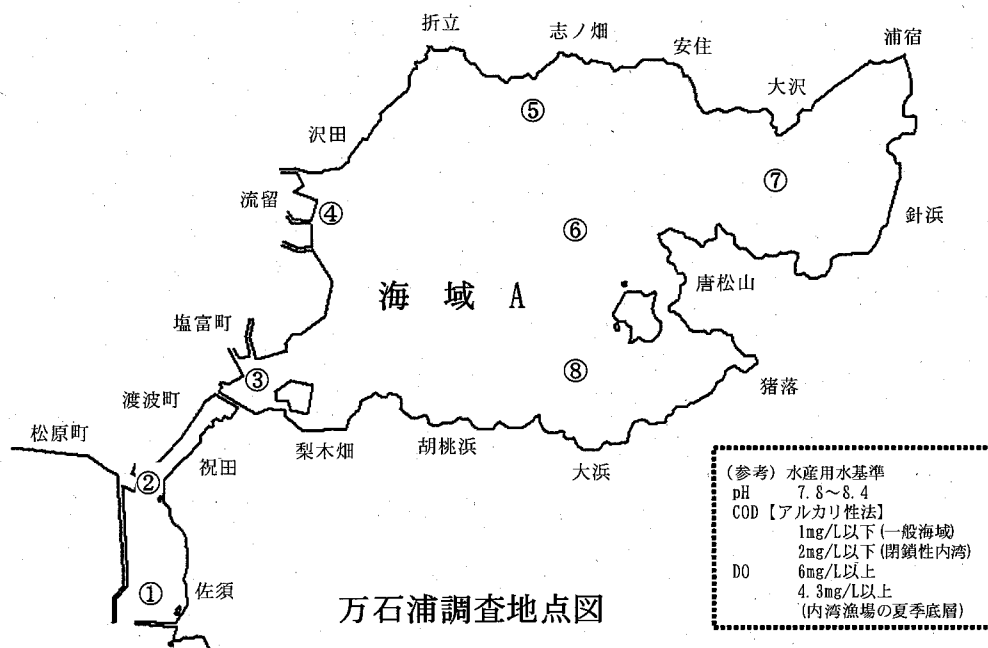 折立
志ノ畑
安住
浦宿
大沢
⑤
沢田
⑦
流留
④
針浜
⑥
唐松山
海域A
塩富町
③
⑧
猪落
渡波町
松原町
梨木畑
胡桃浜
大浜
祝田
②
①
佐須
万石浦調査地点図
(参考) 水産用水基準
pH 7.8～8.4
COD【アルカリ性法】
1mg/L以下(一般海域)
2mg/L以下(閉鎖性内湾)
DO 6mg/L以上
4.3mg/L以上
(内湾漁場の夏季底層)